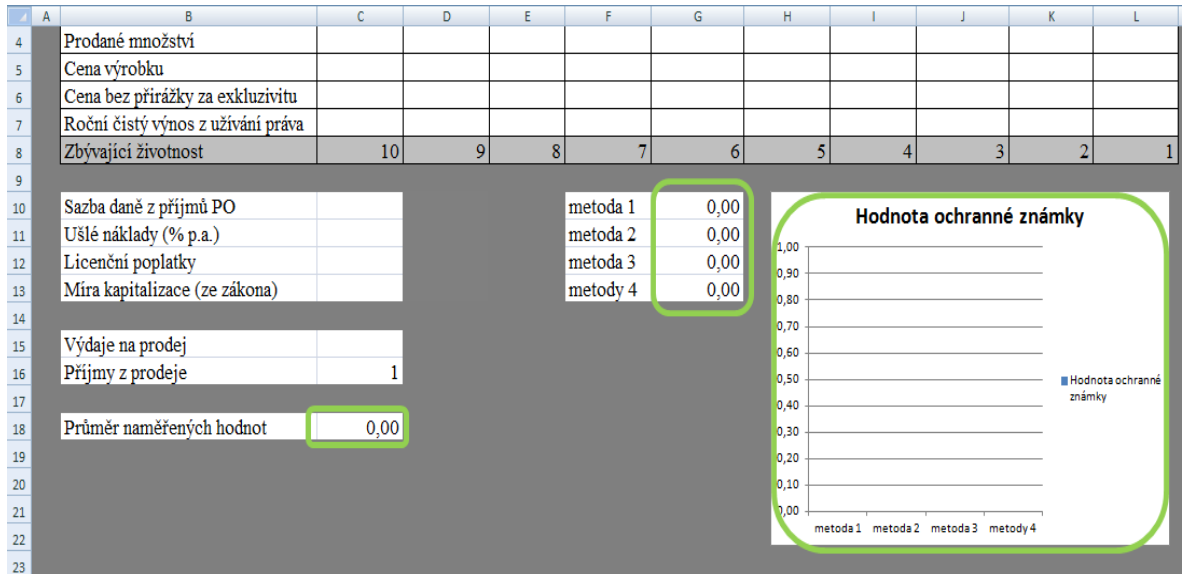 A B C D E F G H I J K L
4 Prodané množství
5 Cena výrobku
6 Cena bez přirážky za exkluzivitu
7 Roční čistý výnos z užívání práva
8 Zbývající životnost 10 9 8 7 6 5 4 3 2 1
9
10 Sazba daně z příjmů PO metoda 1 0,00
11 Ušlé náklady (% p.a.) metoda 2 0,00
12 Licenční poplatky metoda 3 0,00
13 Míra kapitalizace (ze zákona) metody 4 0,00
14
15 Výdaje na prodej
16 Příjmy z prodeje 1
17
18 Průměr naměřených hodnot 0,00
19
20
21
22
23
Hodnota ochranné známky
1,00
0,90
0,80
0,70
0,60
0,50
0,40
0,30
0,20
0,10
0,00
metoda 1 metoda 2 metoda 3 metody 4
Hodnota ochranné
známky